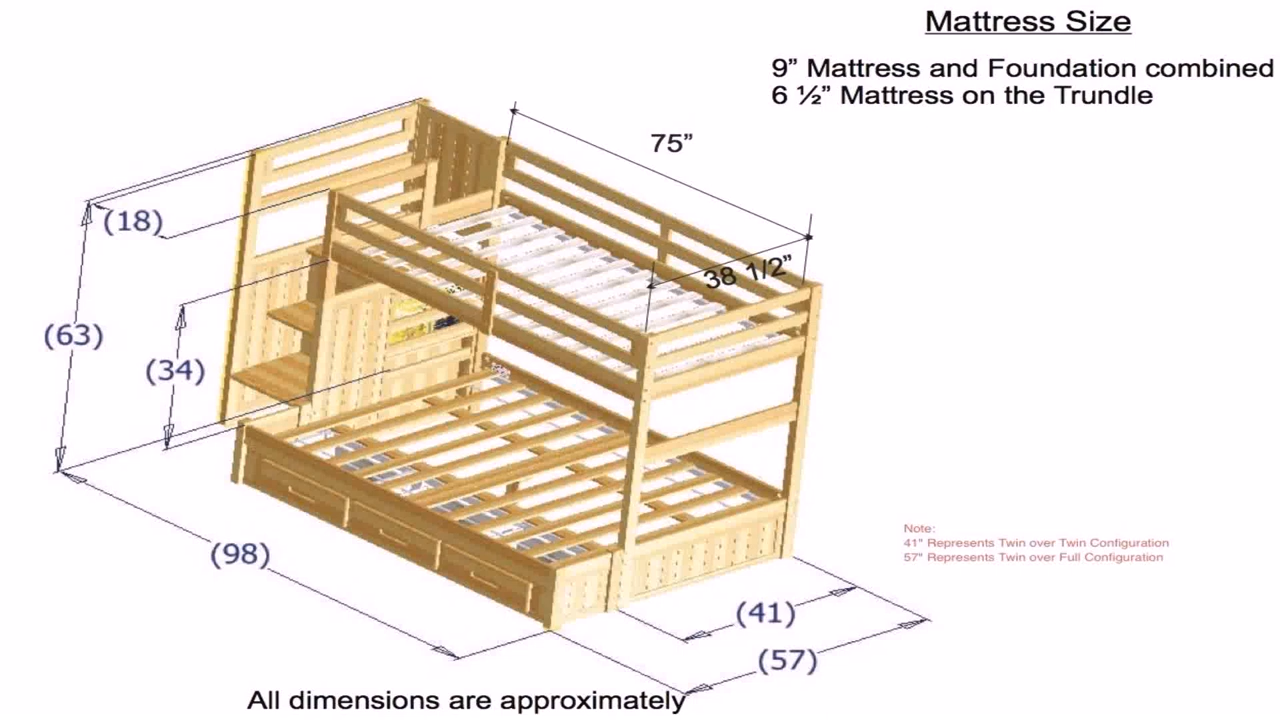 Mattress Size
9” Mattress and Foundation combined
6 ½” Mattress on the Trundle
75”
(18)
38 1/2”
(63)
(34)
Note:
41" Represents Twin over Twin Configuration
57" Represents Twin over Full Configuration
(98)
(41)
(57)
All dimensions are approximately